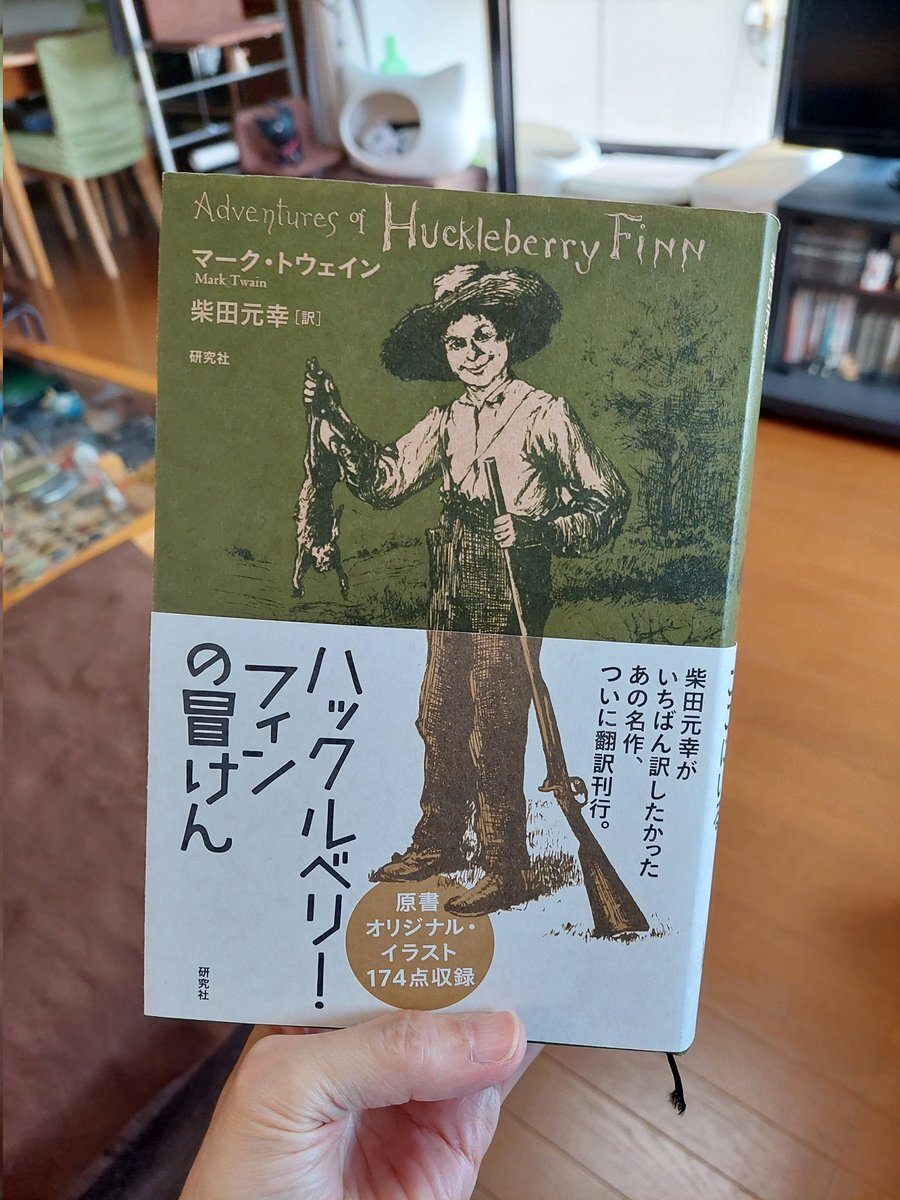 Adventures of Huckleberry Finn
マーク・トウェイン
Mark Twain
柴田元幸[訳]
研究社
柴田元幸が
いちばん訳したかった
あの名作、
ついに翻訳刊行。
ハックルベリー・
フィン
の冒けん
原書
オリジナル・
イラスト
174点収録
研究社